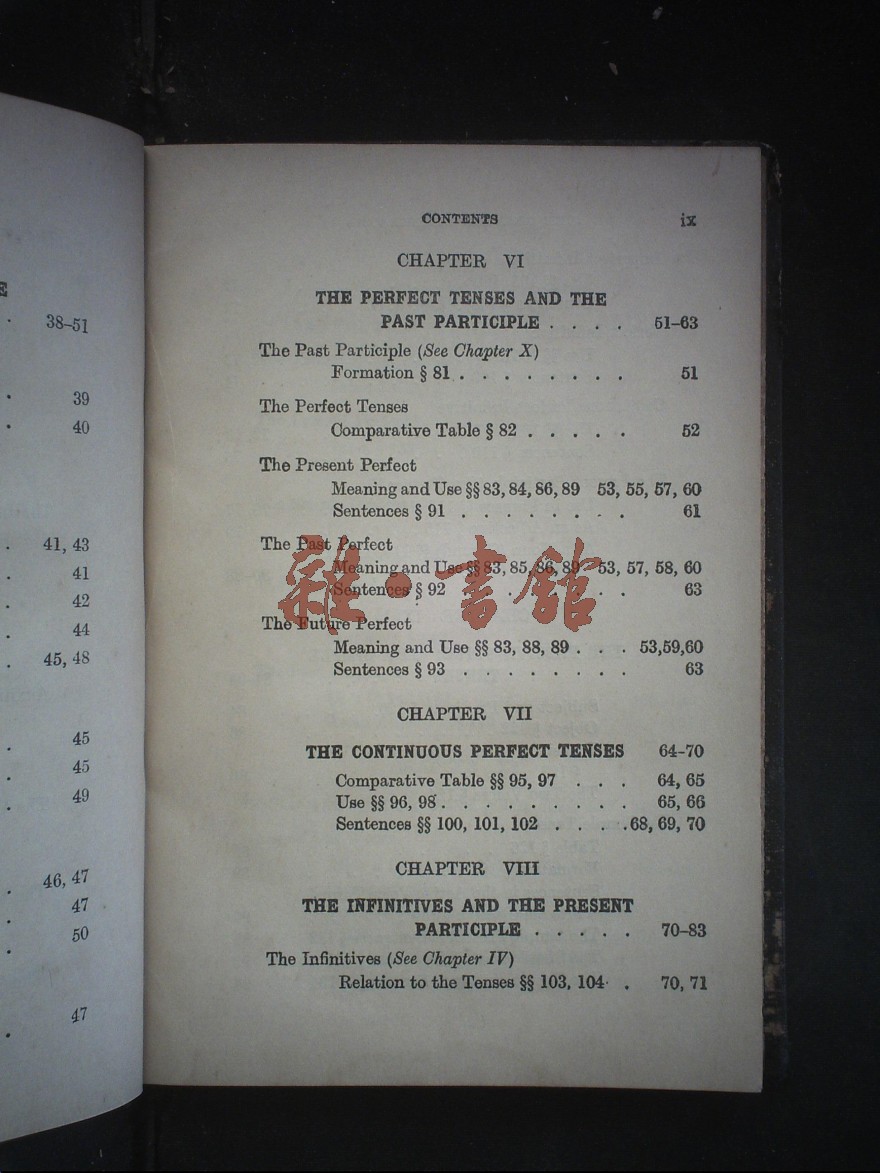 38–51
39
40
41, 43
41
42
44
45, 48
45
45
49
46, 47
47
50
47
CONTENTS ix
CHAPTER VI
THE PERFECT TENSES AND THE
PAST PARTICIPLE . . . . 51–63
The Past Participle (See Chapter X)
Formation § 81 . . . . . . . . 51
The Perfect Tenses
Comparative Table § 82 . . . . . 52
The Present Perfect
Meaning and Use §§ 83, 84, 86, 89 53, 55, 57, 60
Sentences § 91 . . . . . . . 61
The Past Perfect
Meaning and Use §§ 83, 85, 86, 89 53, 57, 58, 60
Sentences § 92 . . . . . . . 63
雜·書館
The Future Perfect
Meaning and Use §§ 83, 88, 89 . . . 53,59,60
Sentences § 93 . . . . . . . 63
CHAPTER VII
THE CONTINUOUS PERFECT TENSES 64–70
Comparative Table §§ 95, 97 . . . 64, 65
Use §§ 96, 98 . . . . . . . . . 65, 66
Sentences §§ 100, 101, 102 . . . . 68, 69, 70
CHAPTER VIII
THE INFINITIVES AND THE PRESENT
PARTICIPLE . . . . . 70–83
The Infinitives (See Chapter IV)
Relation to the Tenses §§ 103, 104 . 70, 71